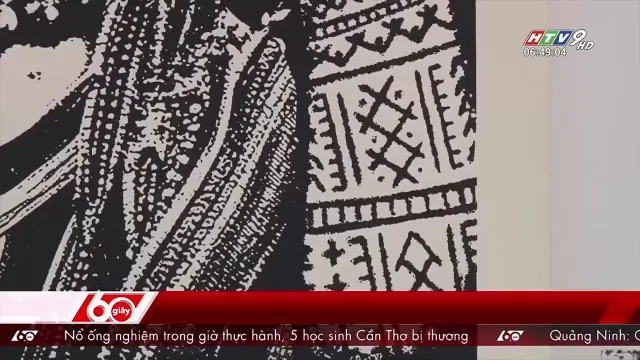 HTV9 HD
06:49:04
60 giây
Nổ ống nghiệm trong giờ thực hành, 5 học sinh Cần Thơ bị thương
Quảng Ninh: